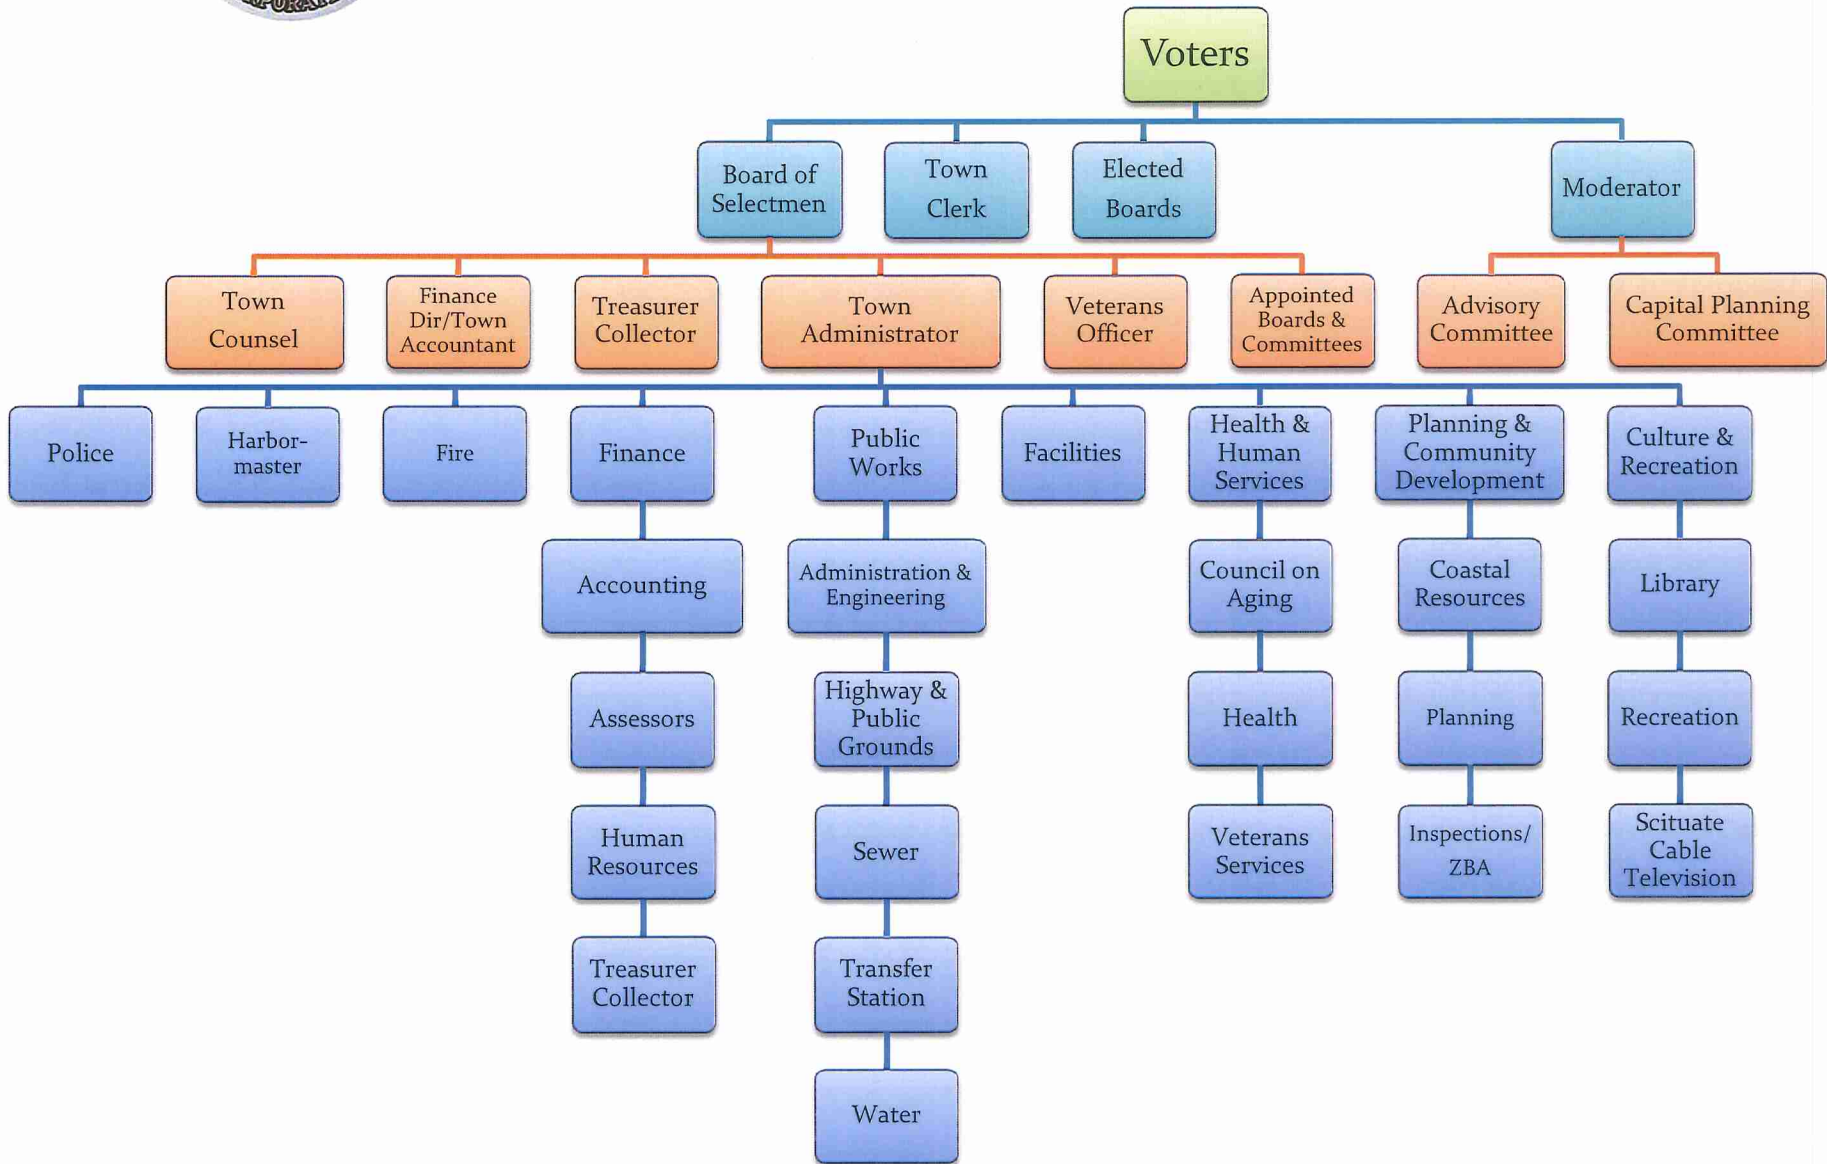 Voters
Board of
Selectmen
Town
Clerk
Elected
Boards
Moderator
Town
Counsel
Finance
Dir/Town
Accountant
Treasurer
Collector
Town
Administrator
Veterans
Officer
Appointed
Boards &
Committees
Advisory
Committee
Capital Planning
Committee
Police
Harbor-
master
Fire
Finance
Public
Works
Facilities
Health &
Human
Services
Planning &
Community
Development
Culture &
Recreation
Accounting
Administration &
Engineering
Council on
Aging
Coastal
Resources
Library
Assessors
Highway &
Public
Grounds
Health
Planning
Recreation
Human
Resources
Sewer
Veterans
Services
Inspections/
ZBA
Scituate
Cable
Television
Treasurer
Collector
Transfer
Station
Water